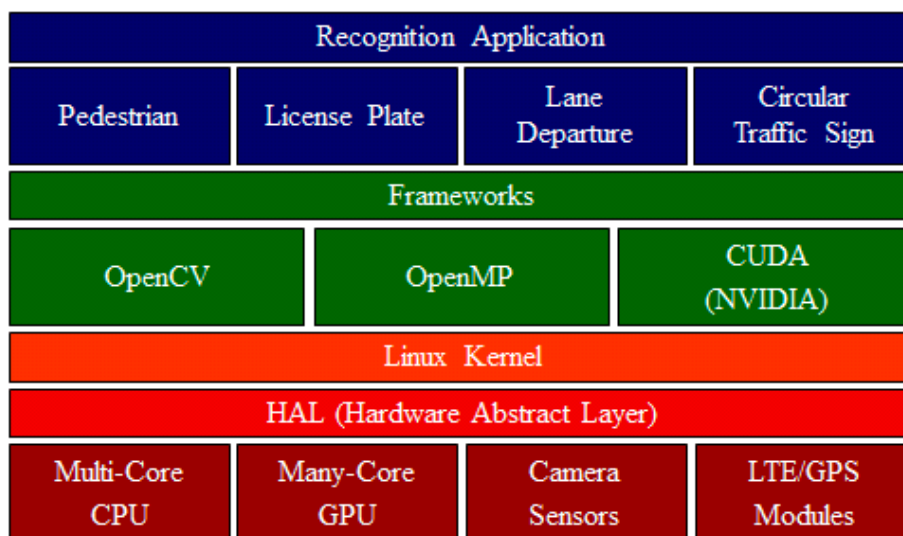 Recognition Application
Pedestrian
License Plate
Lane
Departure
Circular
Traffic Sign
Frameworks
OpenCV
OpenMP
CUDA
(NVIDIA)
Linux Kernel
HAL (Hardware Abstract Layer)
Multi-Core
CPU
Many-Core
GPU
Camera
Sensors
LTE/GPS
Modules